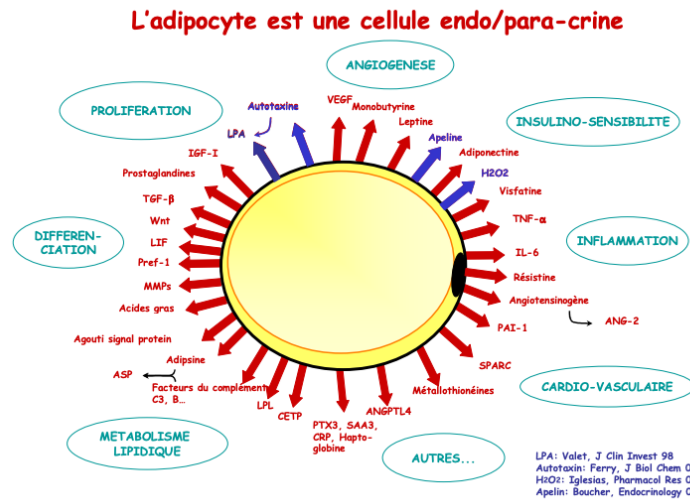 L'adipocyte est une cellule endo/para-crine
ANGIOGENESE
PROLIFERATION
INSULINO-SENSIBILITE
Autotaxine
LPA
VEGF
Monobutyrine
Leptine
Apeline
Adiponectine
H2O2
Visfatine
TNF-α
IL-6
Résistine
Angiotensinogène
ANG-2
PAI-1
SPARC
Métallothionéines
ANGPTL4
PTX3, SAA3,
CRP, Hapto-
globine
CETP
LPL
Facteurs du complément
C3, B...
ASP
Adipsine
Agouti signal protein
Acides gras
MMPs
Pref-1
LIF
Wnt
TGF-β
Prostaglandines
IGF-I
DIFFEREN-
CIATION
INFLAMMATION
CARDIO-VASCULAIRE
METABOLISME
LIPIDIQUE
AUTRES...
LPA: Valet, J Clin Invest 98
Autotaxin: Ferry, J Biol Chem 0
H2O2: Iglesias, Pharmacol Res 0
Apelin: Boucher, Endocrinology 0